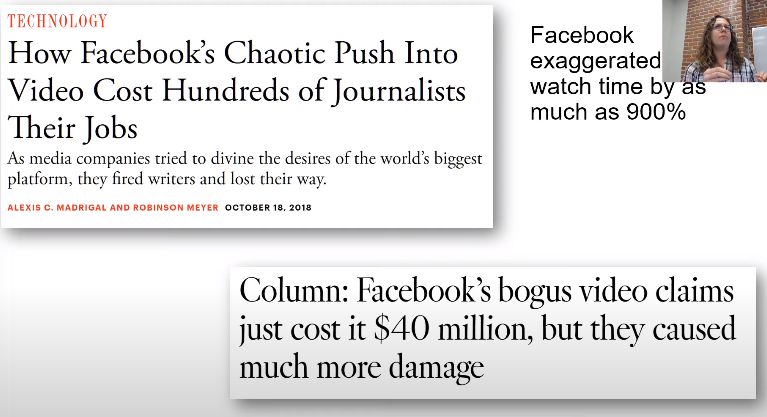 TECHNOLOGY
How Facebook's Chaotic Push Into
Video Cost Hundreds of Journalists
Their Jobs
As media companies tried to divine the desires of the world's biggest
platform, they fired writers and lost their way.
ALEXIS C. MADRIGAL AND ROBINSON MEYER OCTOBER 18, 2018
Facebook
exaggerated
watch time by as
much as 900%
Column: Facebook's bogus video claims
just cost it $40 million, but they caused
much more damage